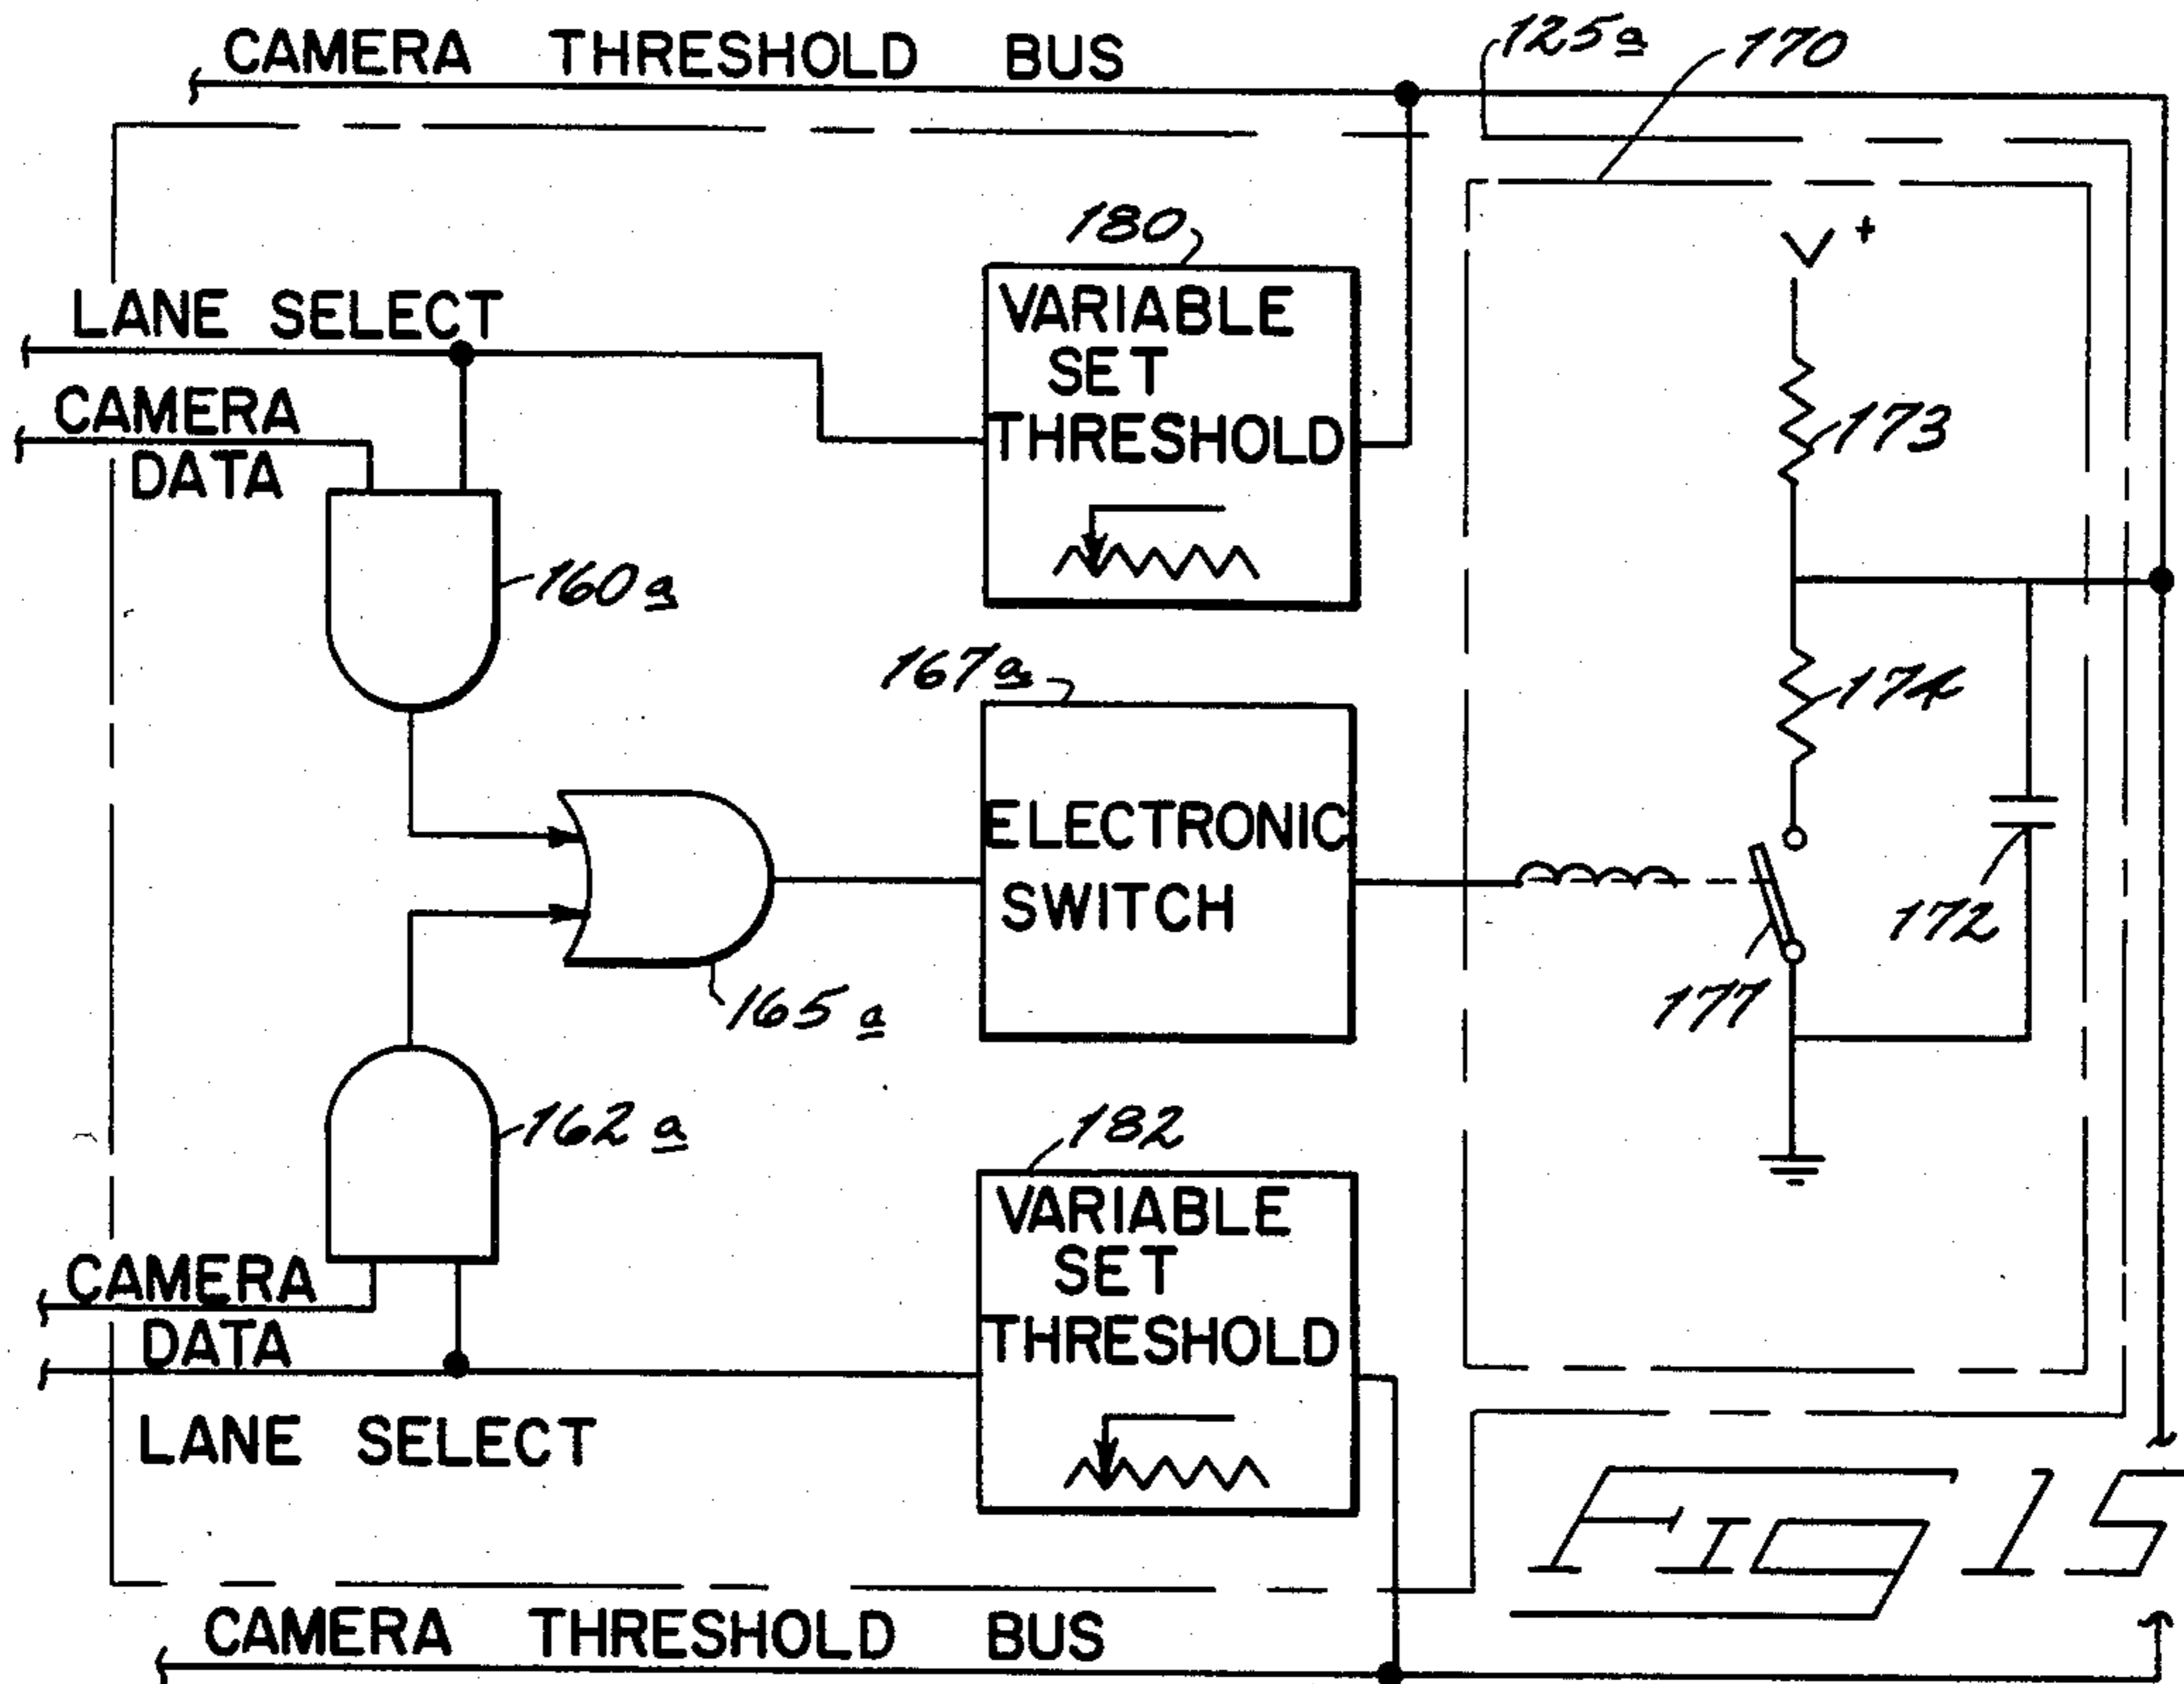 CAMERA THRESHOLD BUS
125a
170
180
V+
LANE SELECT
VARIABLE
SET
THRESHOLD
CAMERA
DATA
173
160a
167a
174
ELECTRONIC
SWITCH
172
177
165a
162a
182
VARIABLE
SET
THRESHOLD
CAMERA
DATA
LANE SELECT
FIG 15
CAMERA THRESHOLD BUS